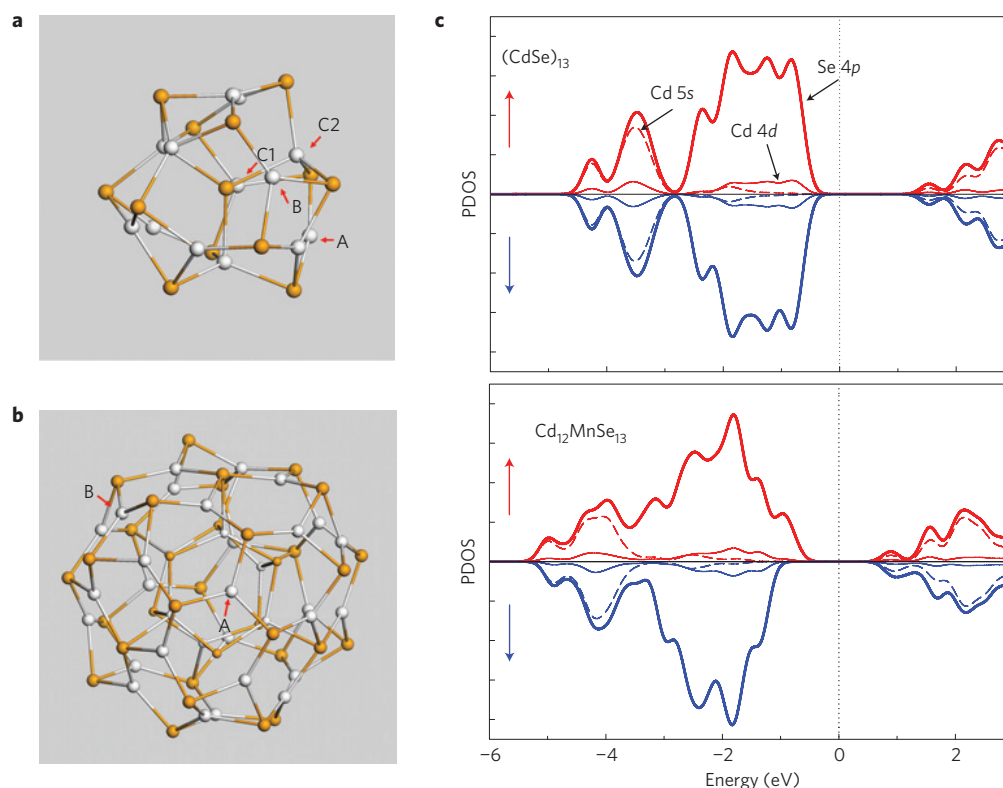 a
C2
C1
B
A
b
B
A
c
(CdSe)13
Cd 5s
Se 4p
Cd 4d
PDOS
Cd12MnSe13
PDOS
−6
−4
−2
0
2
Energy (eV)